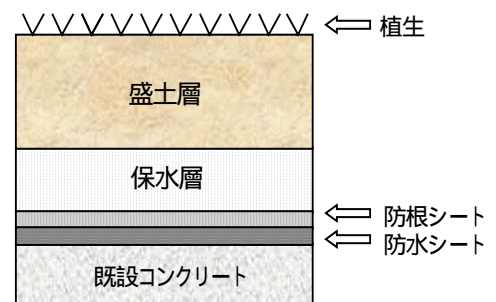 植生
盛土層
保水層
防根シート
防水シート
既設コンクリート